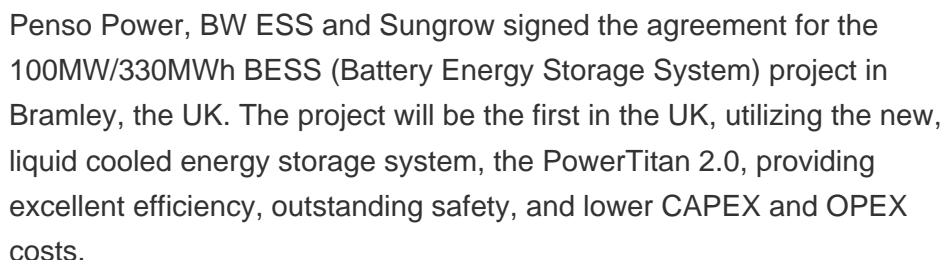 Penso Power, BW ESS and Sungrow signed the agreement for the
100MW/330MWh BESS (Battery Energy Storage System) project in
Bramley, the UK. The project will be the first in the UK, utilizing the new,
liquid cooled energy storage system, the PowerTitan 2.0, providing
excellent efficiency, outstanding safety, and lower CAPEX and OPEX
costs.